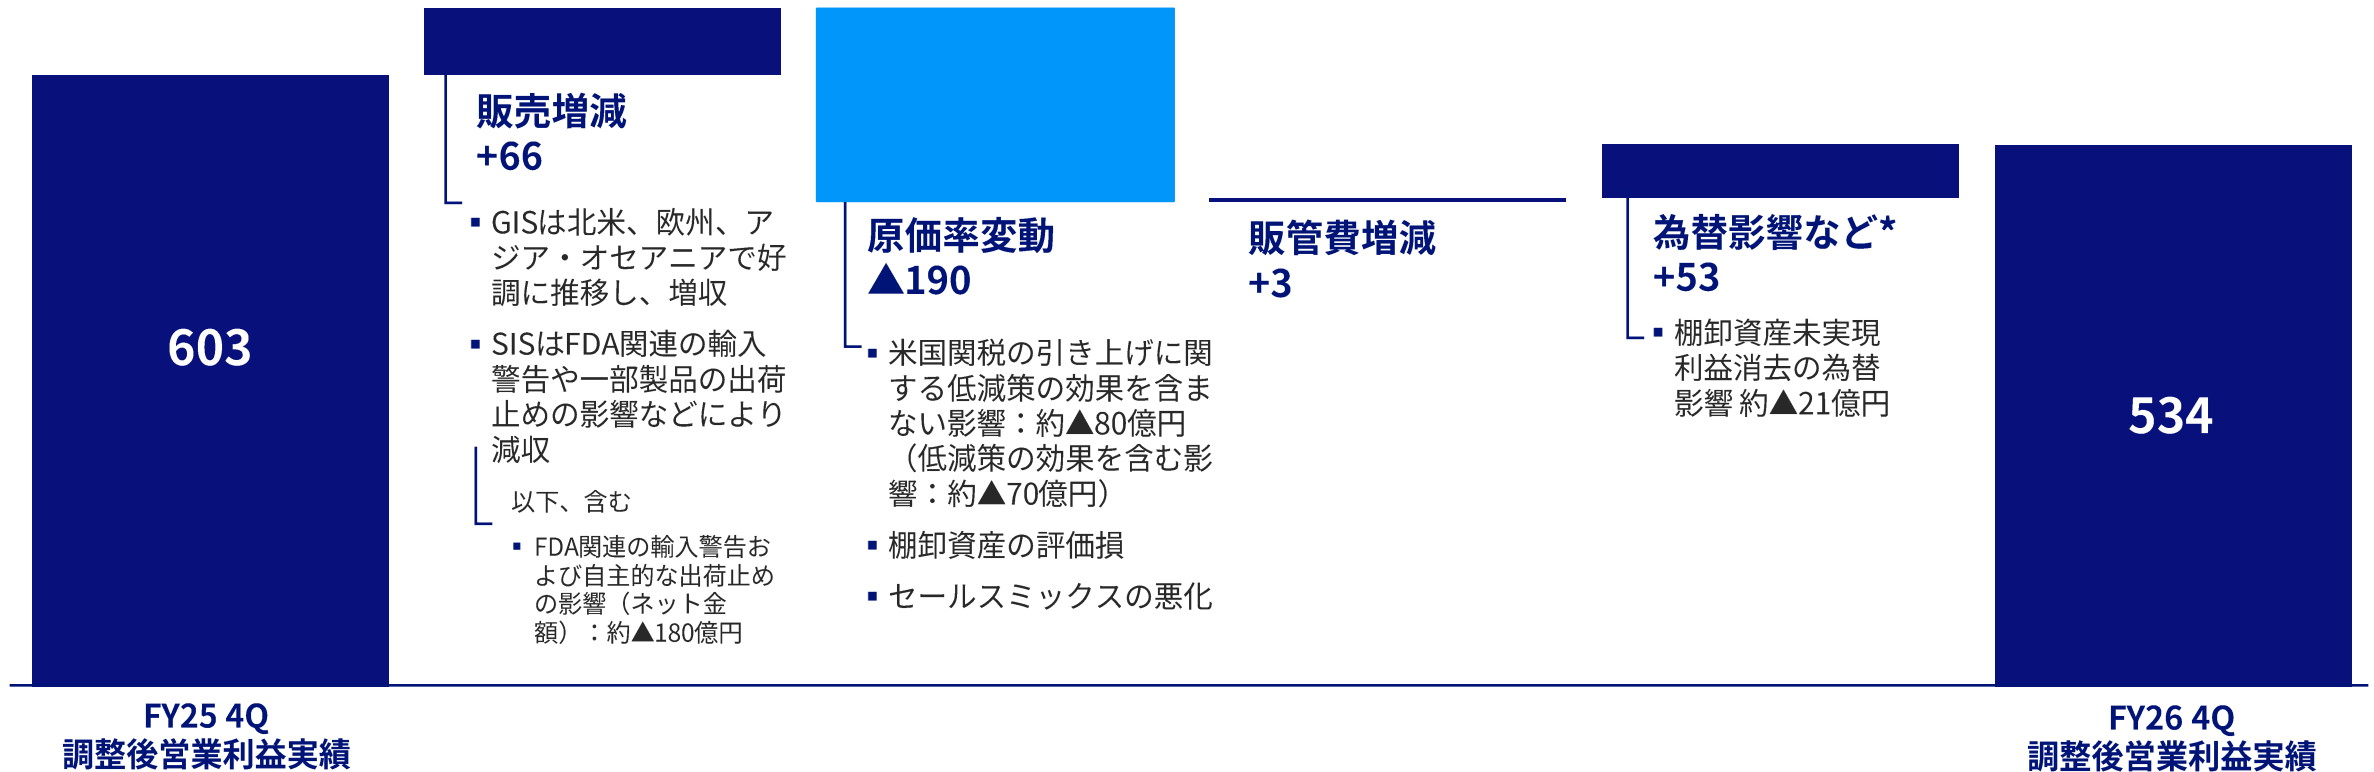 603
販売増減
+66
▪ GISは北米、欧州、ア
ジア・オセアニアで好
調に推移し、増収
▪ SISはFDA関連の輸入
警告や一部製品の出荷
止めの影響などにより
減収
以下、含む
▪ FDA関連の輸入警告お
よび自主的な出荷止め
の影響（ネット金
額）：約▲180億円
原価率変動
▲190
▪ 米国関税の引き上げに関
する低減策の効果を含ま
ない影響：約▲80億円
（低減策の効果を含む影
響：約▲70億円）
▪ 棚卸資産の評価損
▪ セールスミックスの悪化
販管費増減
+3
為替影響など*
+53
▪ 棚卸資産未実現
利益消去の為替
影響 約▲21億円
534
FY25 4Q
調整後営業利益実績
FY26 4Q
調整後営業利益実績